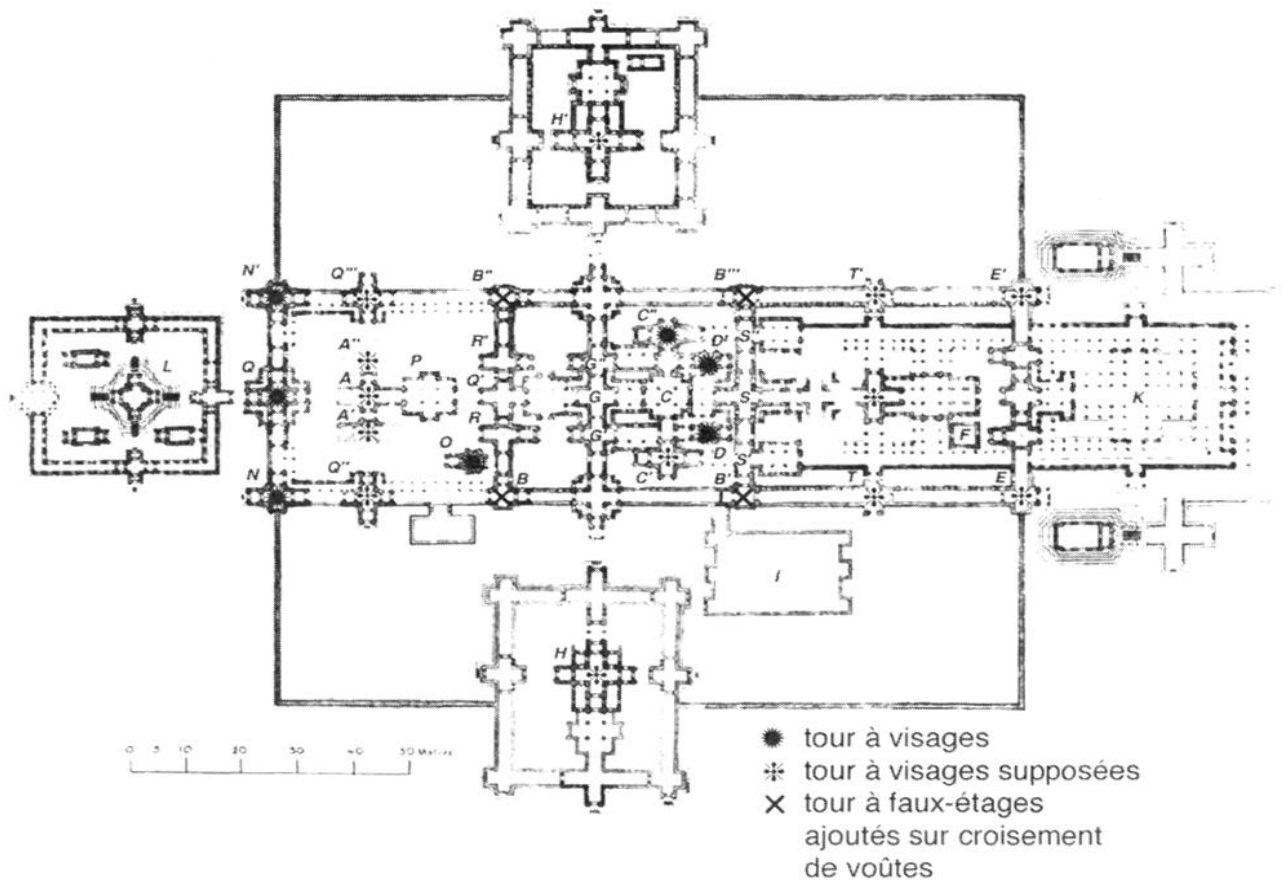 H'
N' Q''' B'' B''' T' E'
C''
L A'' R' G' D' S''
Q A P Q' G C S K
A' R G F
O D S'
N Q'' B C' B' T E
I
H
0 5 10 20 30 40 50 Mètres
tour à visages
tour à visages supposées
tour à faux-étages
ajoutés sur croisement
de voûtes